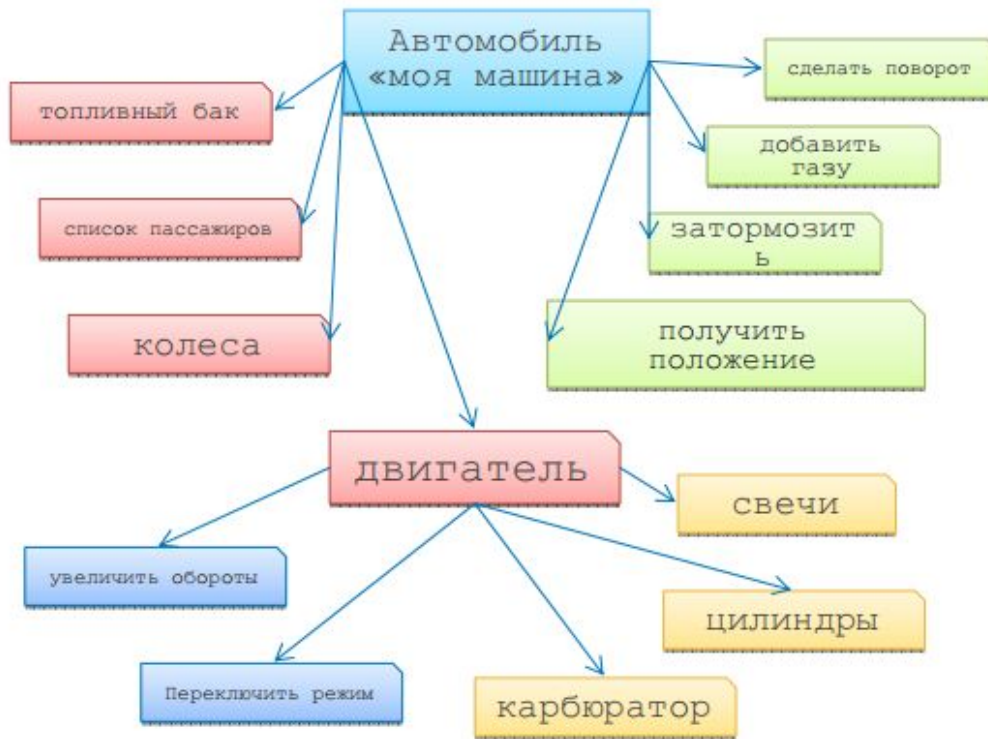 Автомобиль
«моя машина»
сделать поворот
топливный бак
добавить
газу
список пассажиров
затормозит
ь
колеса
получить
положение
двигатель
свечи
увеличить обороты
цилиндры
Переключить режим
карбюратор